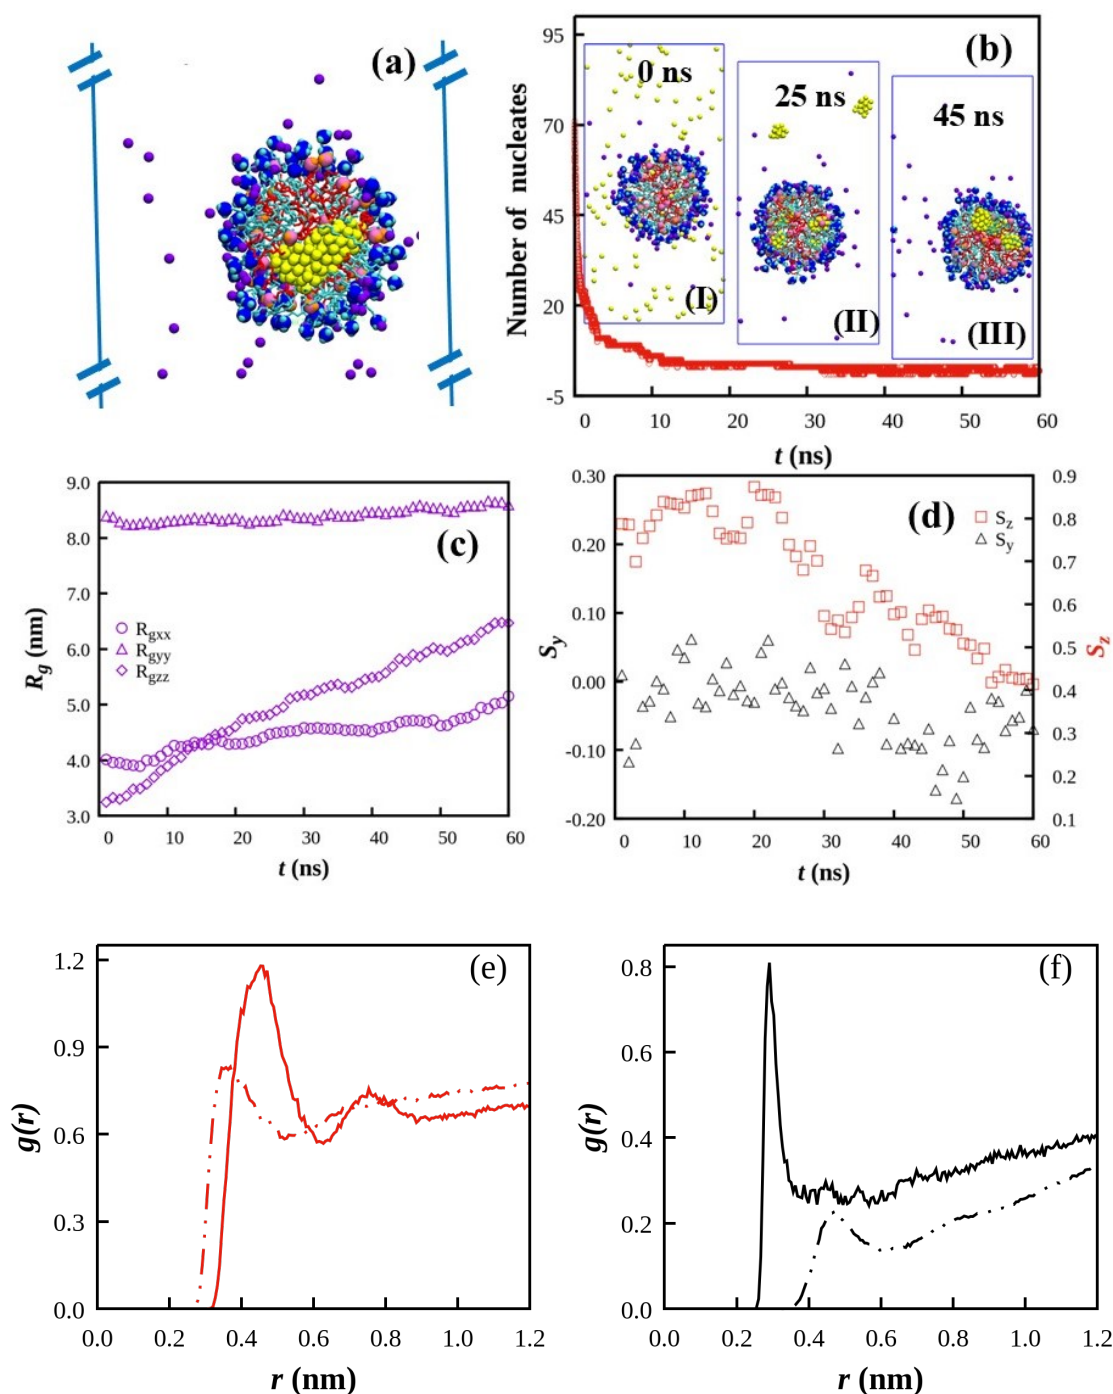 (a)
(b)
95
70
45
20
-5
Number of nucleates
0 ns
25 ns
45 ns
(I)
(II)
(III)
0 10 20 30 40 50 60
t (ns)
9.0
8.0
7.0
6.0
5.0
4.0
3.0
Rg (nm)
(c)
Rgxx
Rgyy
Rgzz
0 10 20 30 40 50 60
t (ns)
0.30
0.20
0.10
0.00
-0.10
-0.20
Sy
(d)
Sz
Sy
0.9
0.8
0.7
0.6
0.5
0.4
0.3
0.2
0.1
Sz
0 10 20 30 40 50 60
t (ns)
1.2
0.9
0.6
0.3
0.0
g(r)
(e)
0.0 0.2 0.4 0.6 0.8 1.0 1.2
r (nm)
0.8
0.6
0.4
0.2
0.0
g(r)
(f)
0.0 0.2 0.4 0.6 0.8 1.0 1.2
r (nm)